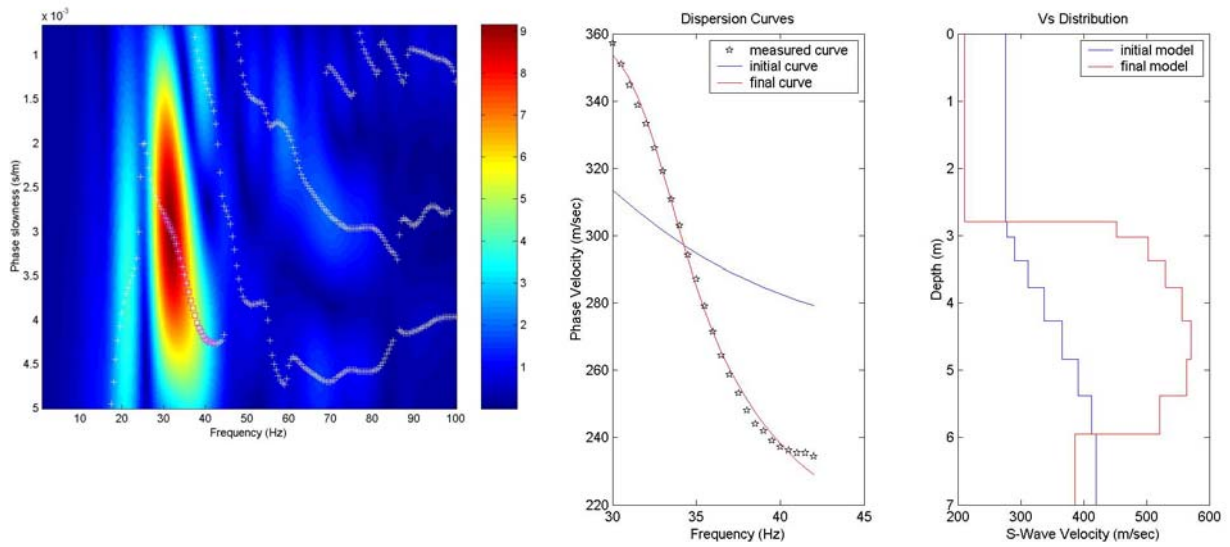 x 10⁻³
1
1.5
2
2.5
3
3.5
4
4.5
5
Phase slowness (s/m)
10 20 30 40 50 60 70 80 90 100
Frequency (Hz)
9
8
7
6
5
4
3
2
1
Dispersion Curves
360
340
320
300
280
260
240
220
Phase Velocity (m/sec)
measured curve
initial curve
final curve
30 35 40 45
Frequency (Hz)
Vs Distribution
0
1
2
3
4
5
6
7
Depth (m)
initial model
final model
200 300 400 500 600
S-Wave Velocity (m/sec)